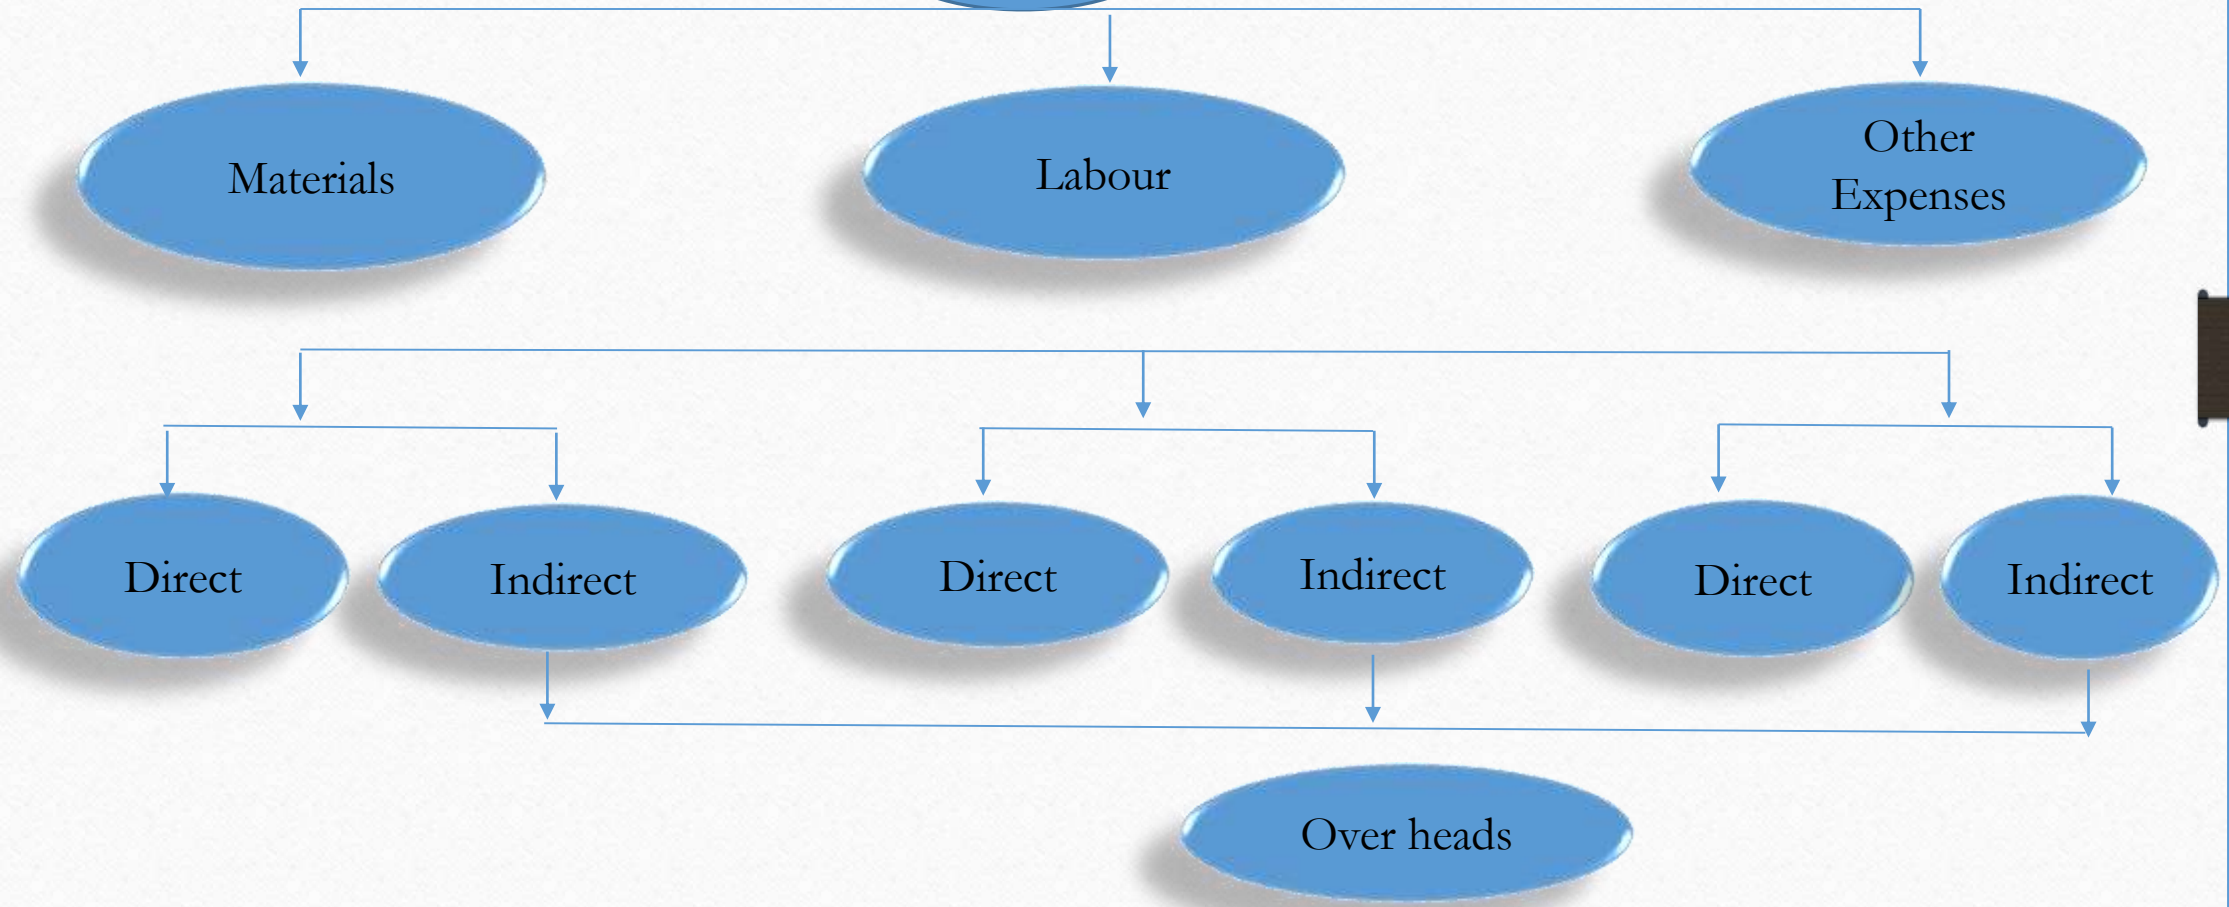 Materials
Labour
Other
Expenses
Direct
Indirect
Direct
Indirect
Direct
Indirect
Over heads